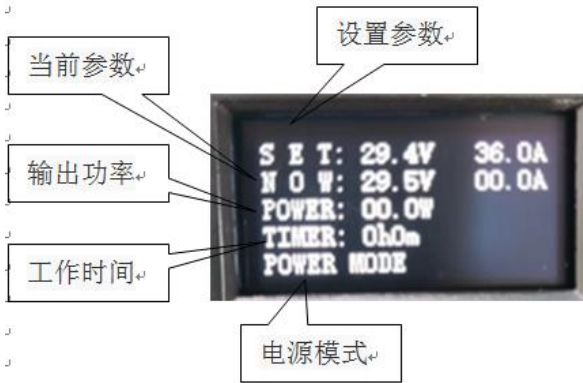 设置参数
当前参数
输出功率
工作时间
S E T: 29.4V 36.0A
N O W: 29.5V 00.0A
POWER: 00.0W
TIMER: 0h0m
POWER MODE
电源模式